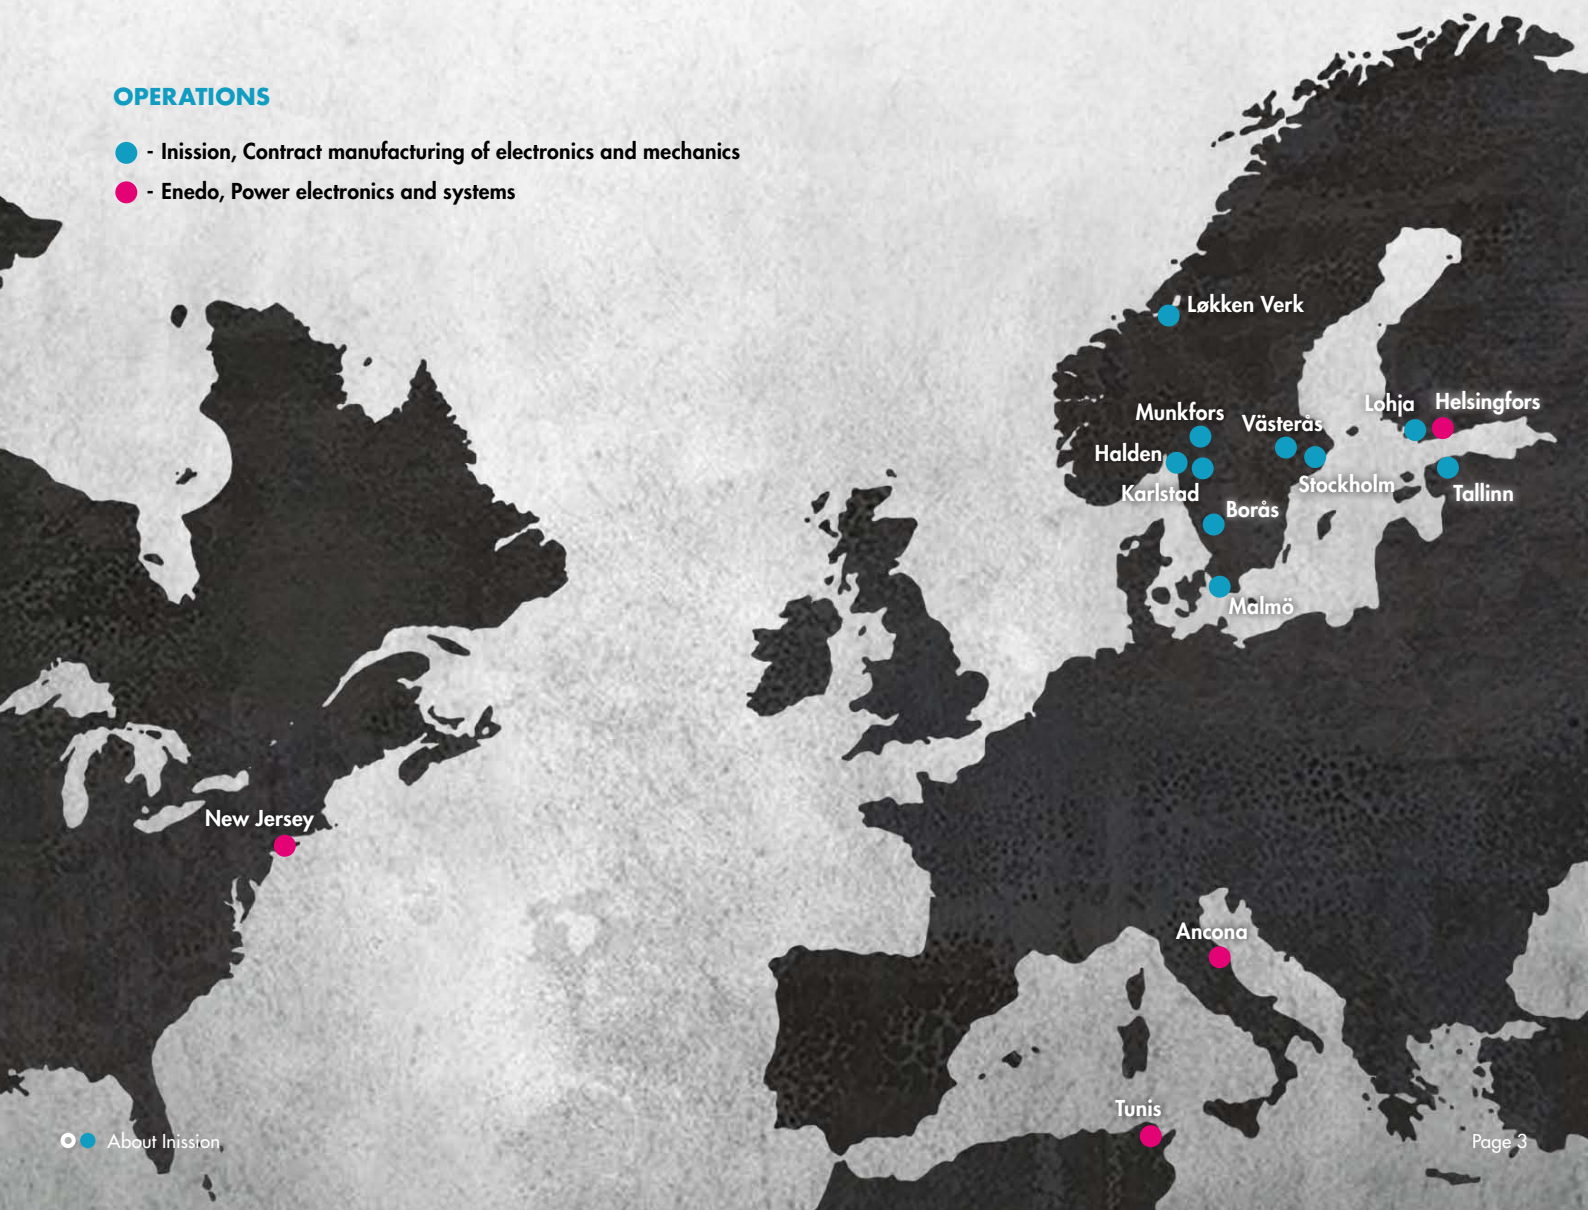 OPERATIONS
- Inission, Contract manufacturing of electronics and mechanics
- Enedo, Power electronics and systems
Løkken Verk
Lohja
Helsingfors
Munkfors
Västerås
Halden
Karlstad
Stockholm
Tallinn
Borås
Malmö
New Jersey
Ancona
Tunis
About Inission
Page 3